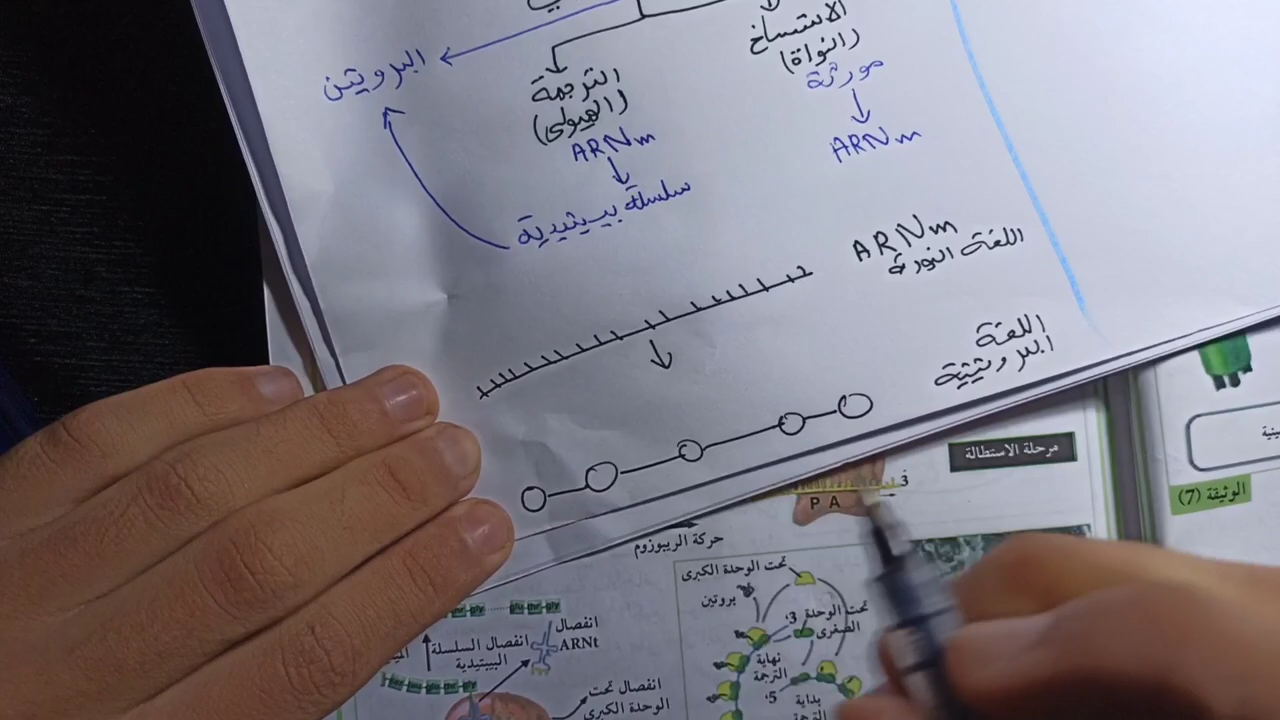 الاستنساخ
(النواة)
مورثة
ARNm
الترجمة
(الهيولى)
ARNm
سلسلة بيبتيدية
البروتين
ARNm
اللغة النووية
اللغة
البروتينية
مرحلة الاستطالة
P A
حركة الريبوزوم
تحت الوحدة الكبرى
بروتين
تحت الوحدة
الصغرى
3'
نهاية
الترجمة
5'
بداية
انفصال
ARNt
انفصال السلسلة
البيبتيدية
انفصال تحت
الوحدة الكبرى
الوثيقة (7)